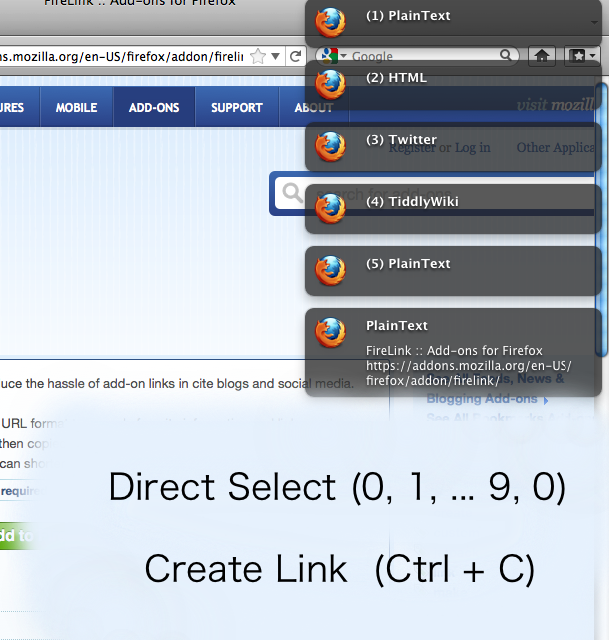 FireLink :: Add-ons for Firefox
(1) PlainText
ns.mozilla.org/en-US/firefox/addon/firelin
Google
(2) HTML
URES
MOBILE
ADD-ONS
SUPPORT
ABOUT
visit mozill
(3) Twitter
Register or Log in
Other Applica
search for add-ons
(4) TiddlyWiki
(5) PlainText
PlainText
FireLink :: Add-ons for Firefox
https://addons.mozilla.org/en-US/
firefox/addon/firelink/
uce the hassle of add-on links in cite blogs and social media.
ds, News &
Blogging Add-ons
See All
URL forma
then cop
can sho
require
dd to
Direct Select (0, 1, ... 9, 0)
Create Link (Ctrl + C)